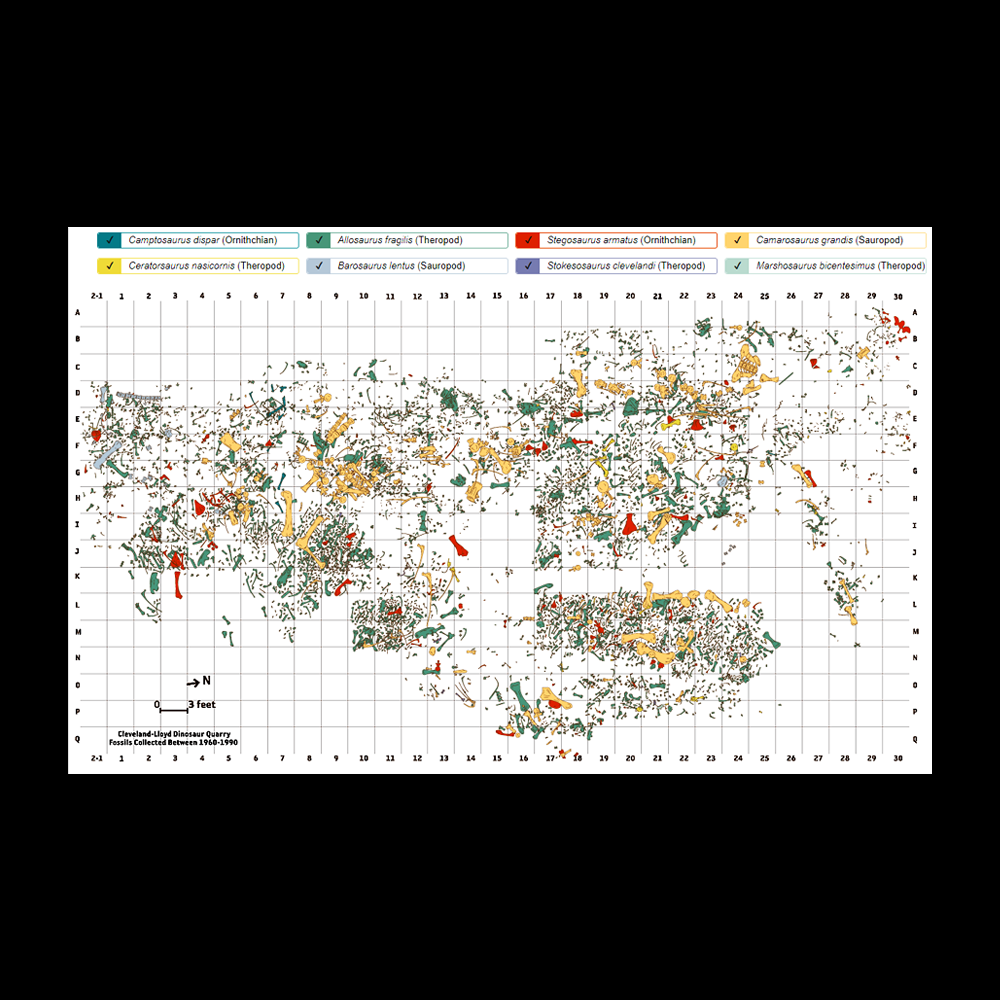 ✓ Camptosaurus dispar (Ornithchian) ✓ Allosaurus fragilis (Theropod) ✓ Stegosaurus armatus (Ornithchian) ✓ Camarosaurus grandis (Sauropod)
✓ Ceratorsaurus nasicornis (Theropod) ✓ Barosaurus lentus (Sauropod) ✓ Stokesosaurus clevelandi (Theropod) ✓ Marshosaurus bicentesimus (Theropod)
2-1 1 2 3 4 5 6 7 8 9 10 11 12 13 14 15 16 17 18 19 20 21 22 23 24 25 26 27 28 29 30
A A
B B
C C
D D
E E
F F
G G
H H
I I
J J
K K
L L
M M
N N
O O
N
P P
0 3 feet
Q Q
Cleveland-Lloyd Dinosaur Quarry
Fossils Collected Between 1960-1990
2-1 1 2 3 4 5 6 7 8 9 10 11 12 13 14 15 16 17 18 19 20 21 22 23 24 25 26 27 28 29 30